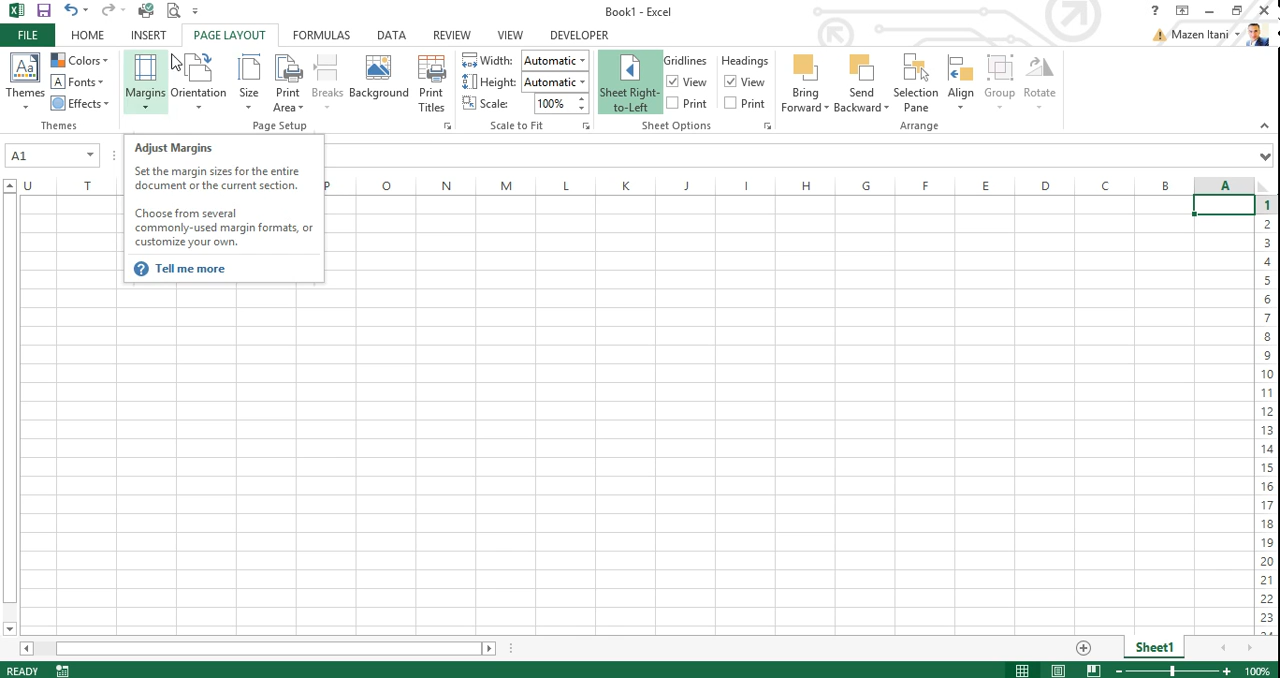 Book1 - Excel
?
FILE HOME INSERT PAGE LAYOUT FORMULAS DATA REVIEW VIEW DEVELOPER Mazen Itani
Themes
Colors
Fonts
Effects
Themes
Margins
Orientation
Size
Print
Area
Breaks
Background
Print
Titles
Page Setup
Width: Automatic
Height: Automatic
Scale: 100%
Scale to Fit
Sheet Right-
to-Left
Gridlines
View
Print
Headings
View
Print
Sheet Options
Bring
Forward
Send
Backward
Selection
Pane
Align
Group
Rotate
Arrange
A1
Adjust Margins
Set the margin sizes for the entire
document or the current section.
Choose from several
commonly-used margin formats, or
customize your own.
? Tell me more
U T P O N M L K J I H G F E D C B A
1
2
3
4
5
6
7
8
9
10
11
12
13
14
15
16
17
18
19
20
21
22
23
Sheet1
READY 100%